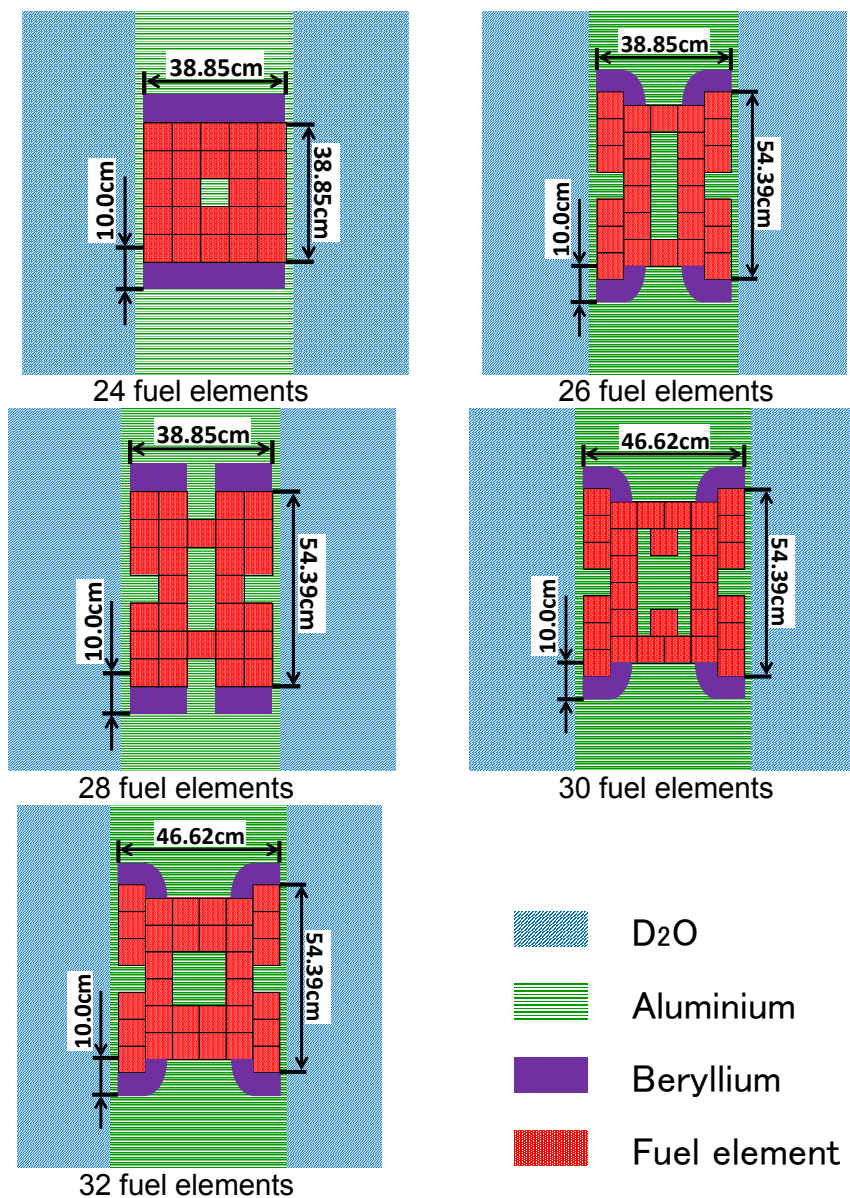 38.85cm
38.85cm
10.0cm
24 fuel elements
38.85cm
54.39cm
10.0cm
26 fuel elements
38.85cm
54.39cm
10.0cm
28 fuel elements
46.62cm
54.39cm
10.0cm
30 fuel elements
46.62cm
54.39cm
10.0cm
32 fuel elements
D2O
Aluminium
Beryllium
Fuel element